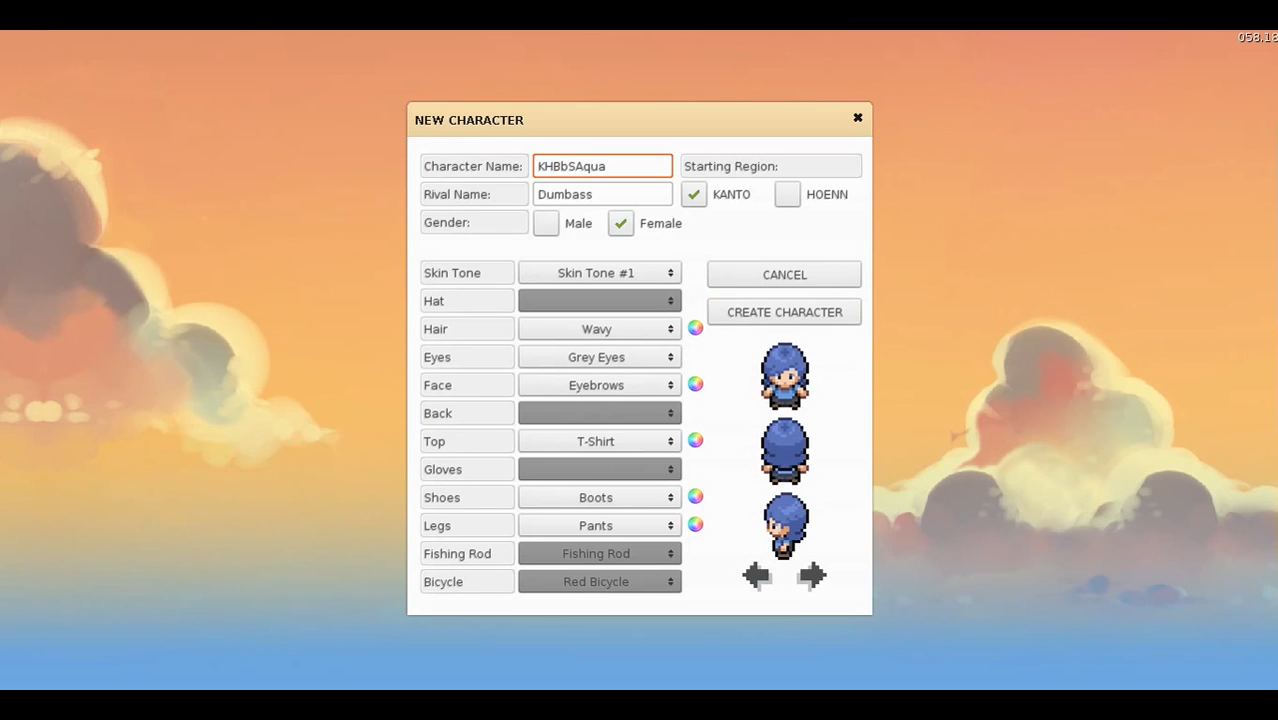 058.18
NEW CHARACTER
Character Name: KHBbSAqua Starting Region:
Rival Name: Dumbass KANTO HOENN
Gender: Male Female
Skin Tone Skin Tone #1 CANCEL
Hat
CREATE CHARACTER
Hair Wavy
Eyes Grey Eyes
Face Eyebrows
Back
Top T-Shirt
Gloves
Shoes Boots
Legs Pants
Fishing Rod Fishing Rod
Bicycle Red Bicycle